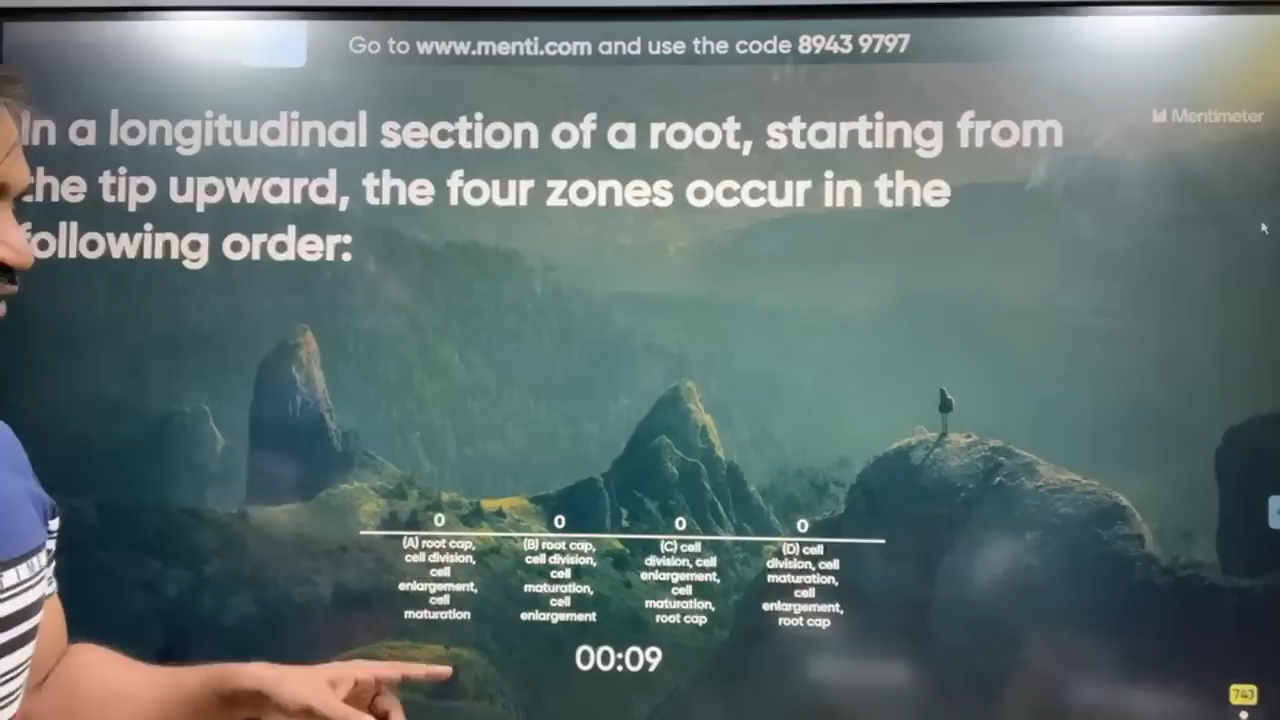 Go to www.menti.com and use the code 8943 9797
Mentimeter
In a longitudinal section of a root, starting from
the tip upward, the four zones occur in the
following order:
0
0
0
0
(A) root cap,
cell division,
cell
enlargement,
cell
maturation
(B) root cap,
cell division,
cell
maturation,
cell
enlargement
(C) cell
division, cell
enlargement,
cell
maturation,
root cap
(D) cell
division, cell
maturation,
cell
enlargement,
root cap
00:09